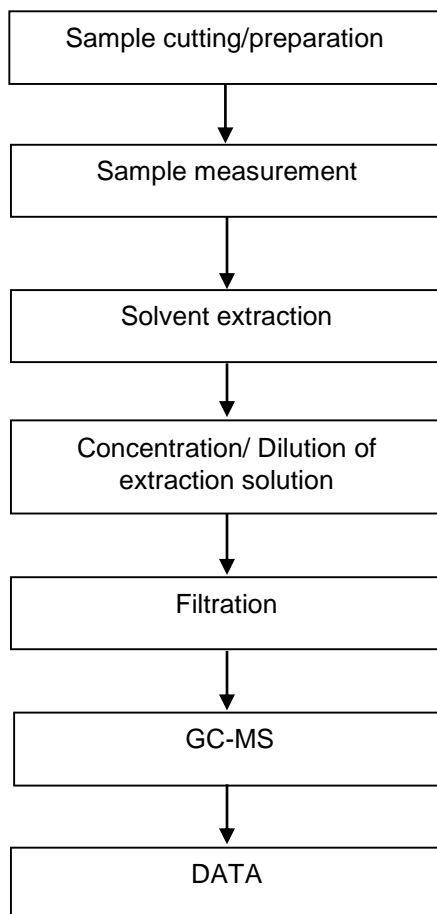 Sample cutting/preparation
Sample measurement
Solvent extraction
Concentration/ Dilution of
extraction solution
Filtration
GC-MS
DATA